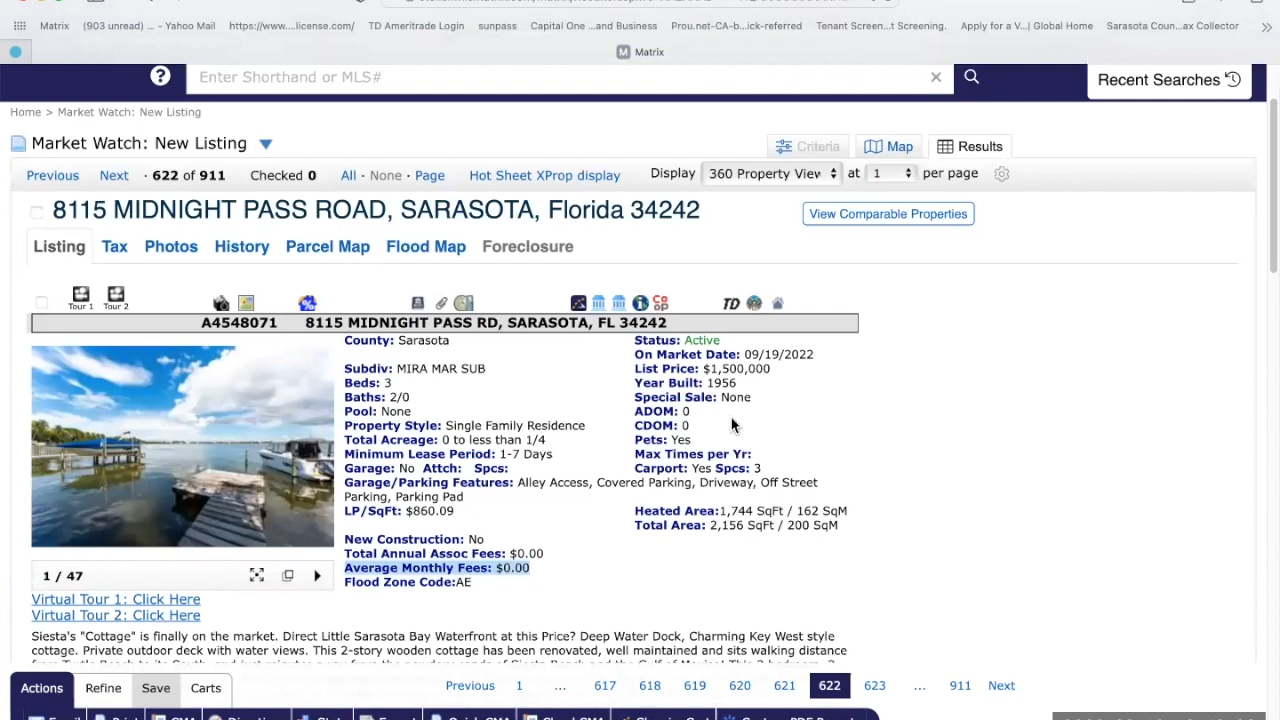 Matrix (903 unread) ... - Yahoo Mail https://www....license.com/ TD Ameritrade Login sunpass Capital One ...and Business Prou.net-CA-b...ick-referred Tenant Screen...t Screening. Apply for a V...| Global Home Sarasota Coun...ax Collector
Matrix
Enter Shorthand or MLS#
Recent Searches
Home > Market Watch: New Listing
Market Watch: New Listing
Criteria Map Results
Previous Next · 622 of 911 Checked 0 All · None · Page Hot Sheet XProp display Display 360 Property View at 1 per page
8115 MIDNIGHT PASS ROAD, SARASOTA, Florida 34242
View Comparable Properties
Listing Tax Photos History Parcel Map Flood Map Foreclosure
Tour 1 Tour 2
TD
A4548071 8115 MIDNIGHT PASS RD, SARASOTA, FL 34242
County: Sarasota
Status: Active
On Market Date: 09/19/2022
Subdiv: MIRA MAR SUB
List Price: $1,500,000
Beds: 3
Year Built: 1956
Baths: 2/0
Special Sale: None
Pool: None
ADOM: 0
Property Style: Single Family Residence
CDOM: 0
Total Acreage: 0 to less than 1/4
Pets: Yes
Minimum Lease Period: 1-7 Days
Max Times per Yr:
Garage: No Attch: Spcs:
Carport: Yes Spcs: 3
Garage/Parking Features: Alley Access, Covered Parking, Driveway, Off Street
Parking, Parking Pad
LP/SqFt: $860.09
Heated Area:1,744 SqFt / 162 SqM
Total Area: 2,156 SqFt / 200 SqM
New Construction: No
Total Annual Assoc Fees: $0.00
Average Monthly Fees: $0.00
Flood Zone Code:AE
1 / 47
Virtual Tour 1: Click Here
Virtual Tour 2: Click Here
Siesta's "Cottage" is finally on the market. Direct Little Sarasota Bay Waterfront at this Price? Deep Water Dock, Charming Key West style
cottage. Private outdoor deck with water views. This 2-story wooden cottage has been renovated, well maintained and sits walking distance
Actions Refine Save Carts
Previous 1 ... 617 618 619 620 621 622 623 ... 911 Next